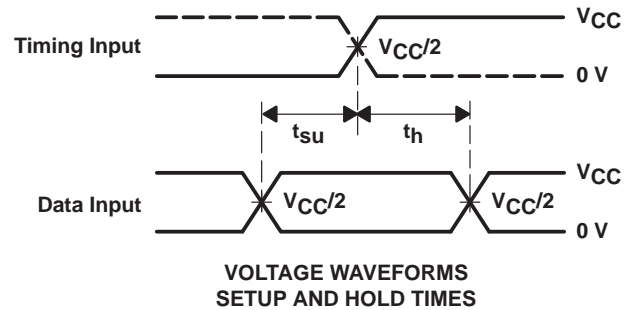 VCC
Timing Input
VCC/2
0 V
tsu
th
VCC
Data Input
VCC/2
VCC/2
0 V
VOLTAGE WAVEFORMS
SETUP AND HOLD TIMES